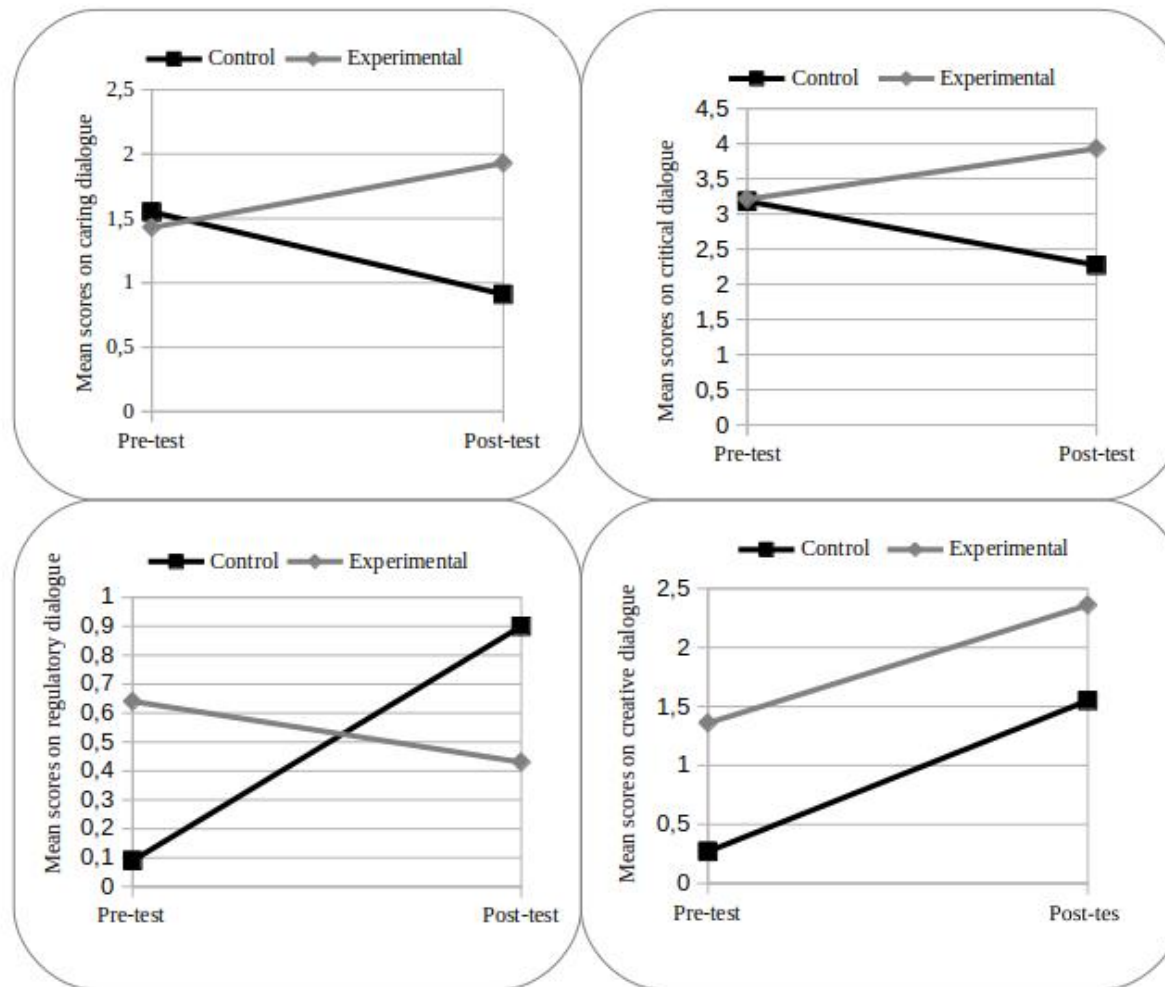 Control Experimental
Mean scores on caring dialogue
2,5
2
1,5
1
0,5
0
Pre-test Post-test
Control Experimental
Mean scores on critical dialogue
4,5
4
3,5
3
2,5
2
1,5
1
0,5
0
Pre-test Post-test
Control Experimental
Mean scores on regulatory dialogue
1
0,9
0,8
0,7
0,6
0,5
0,4
0,3
0,2
0,1
0
Pre-test Post-test
Control Experimental
Mean scores on creative dialogue
2,5
2
1,5
1
0,5
0
Pre-test Post-tes